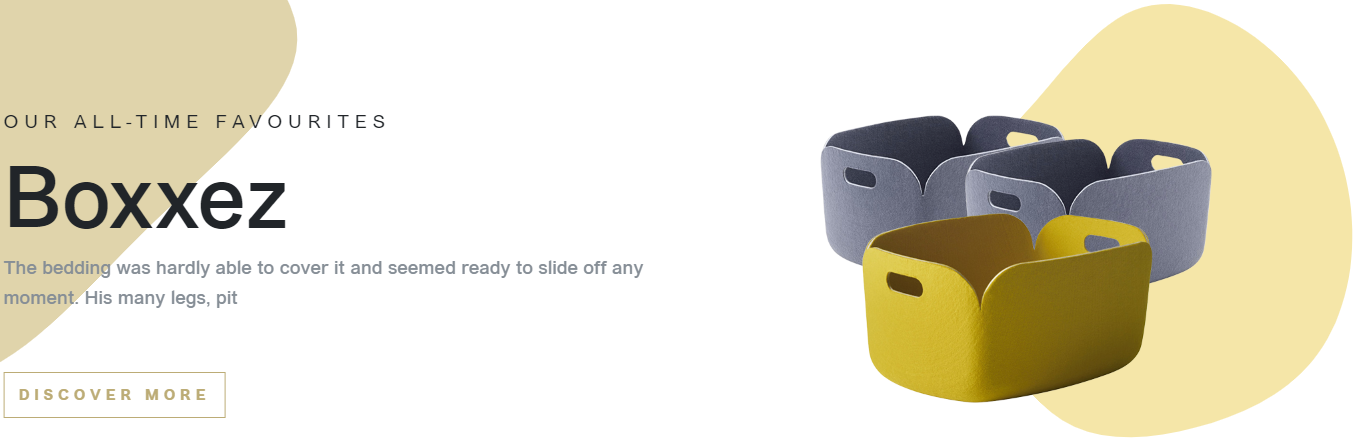 OUR ALL-TIME FAVOURITES
Boxxez
The bedding was hardly able to cover it and seemed ready to slide off any
moment. His many legs, pit
DISCOVER MORE